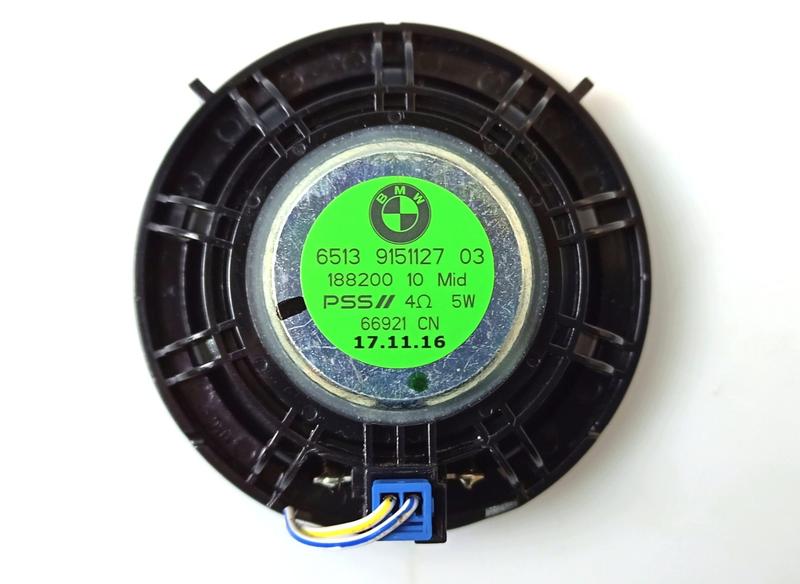 BMW
6513 9151127 03
188200 10 Mid
PSS// 4Ω 5W
66921 CN
17.11.16